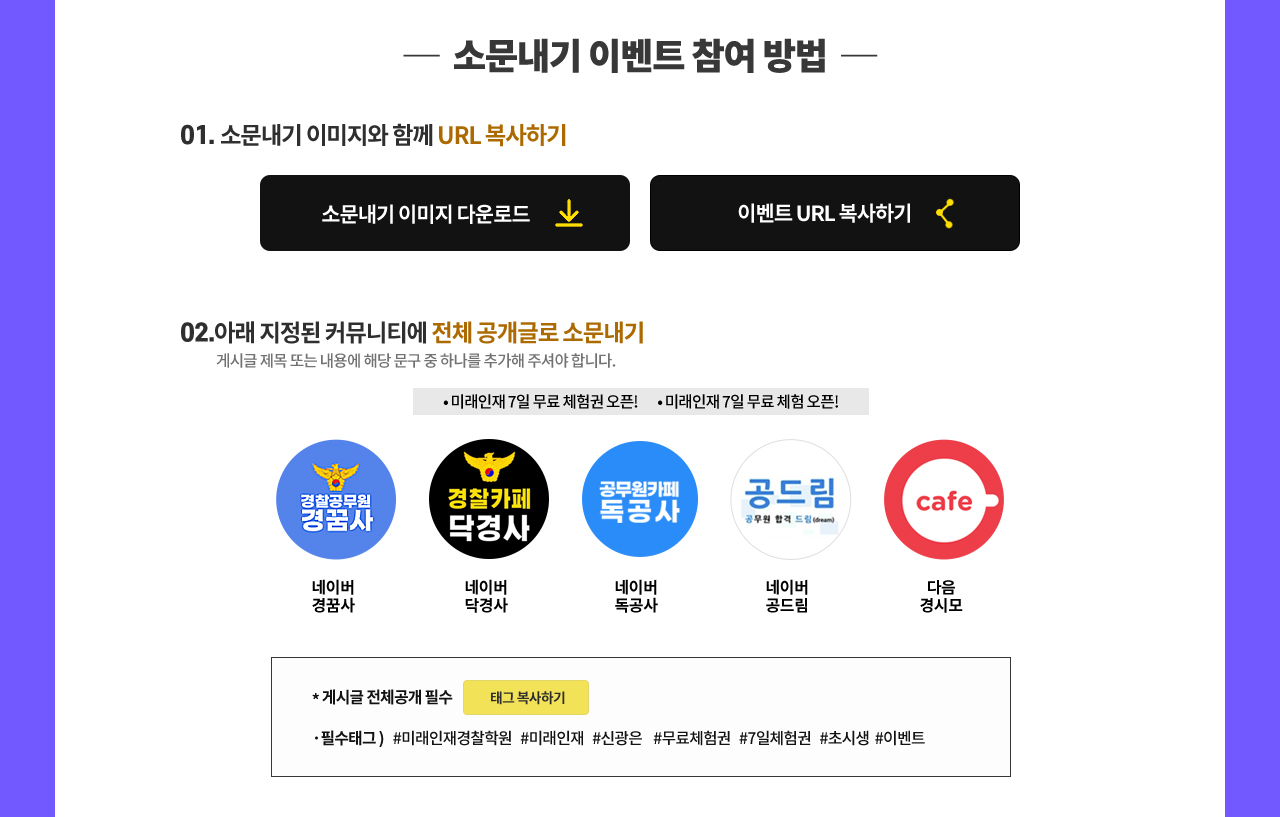 소문내기 이벤트 참여 방법
01. 소문내기 이미지와 함께 URL 복사하기
소문내기 이미지 다운로드
이벤트 URL 복사하기
02.아래 지정된 커뮤니티에 전체 공개글로 소문내기
게시글 제목 또는 내용에 해당 문구 중 하나를 추가해 주셔야 합니다.
• 미래인재 7일 무료 체험권 오픈! • 미래인재 7일 무료 체험 오픈!
경찰공무원
경꿈사
경찰카페
닥경사
공무원카페
독공사
공드림
공무원 합격 드림(dream)
cafe
네이버
경꿈사
네이버
닥경사
네이버
독공사
네이버
공드림
다음
경시모
* 게시글 전체공개 필수
태그 복사하기
· 필수태그 ) #미래인재경찰학원 #미래인재 #신광은 #무료체험권 #7일체험권 #초시생 #이벤트